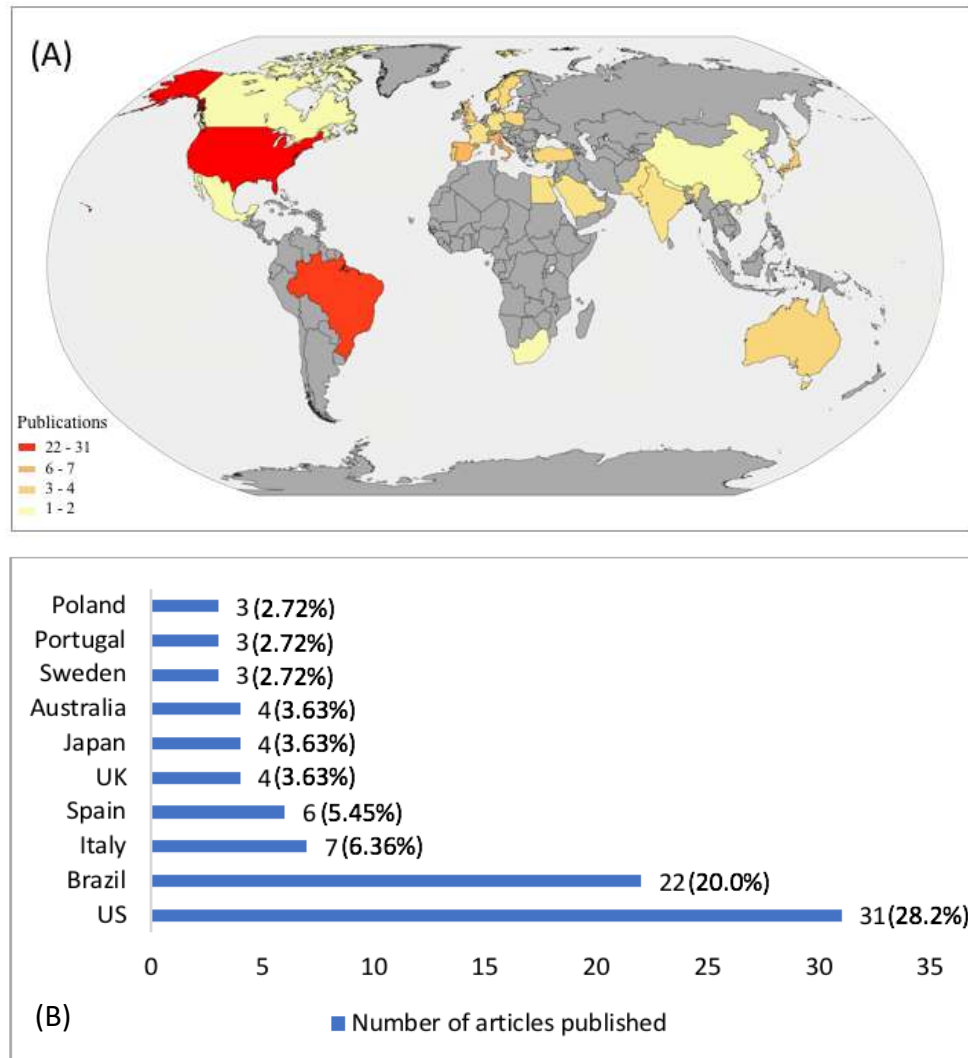 (A)
Publications
22 - 31
6 - 7
3 - 4
1 - 2
Poland 3 (2.72%)
Portugal 3 (2.72%)
Sweden 3 (2.72%)
Australia 4 (3.63%)
Japan 4 (3.63%)
UK 4 (3.63%)
Spain 6 (5.45%)
Italy 7 (6.36%)
Brazil 22 (20.0%)
US 31 (28.2%)
0 5 10 15 20 25 30 35
(B) Number of articles published